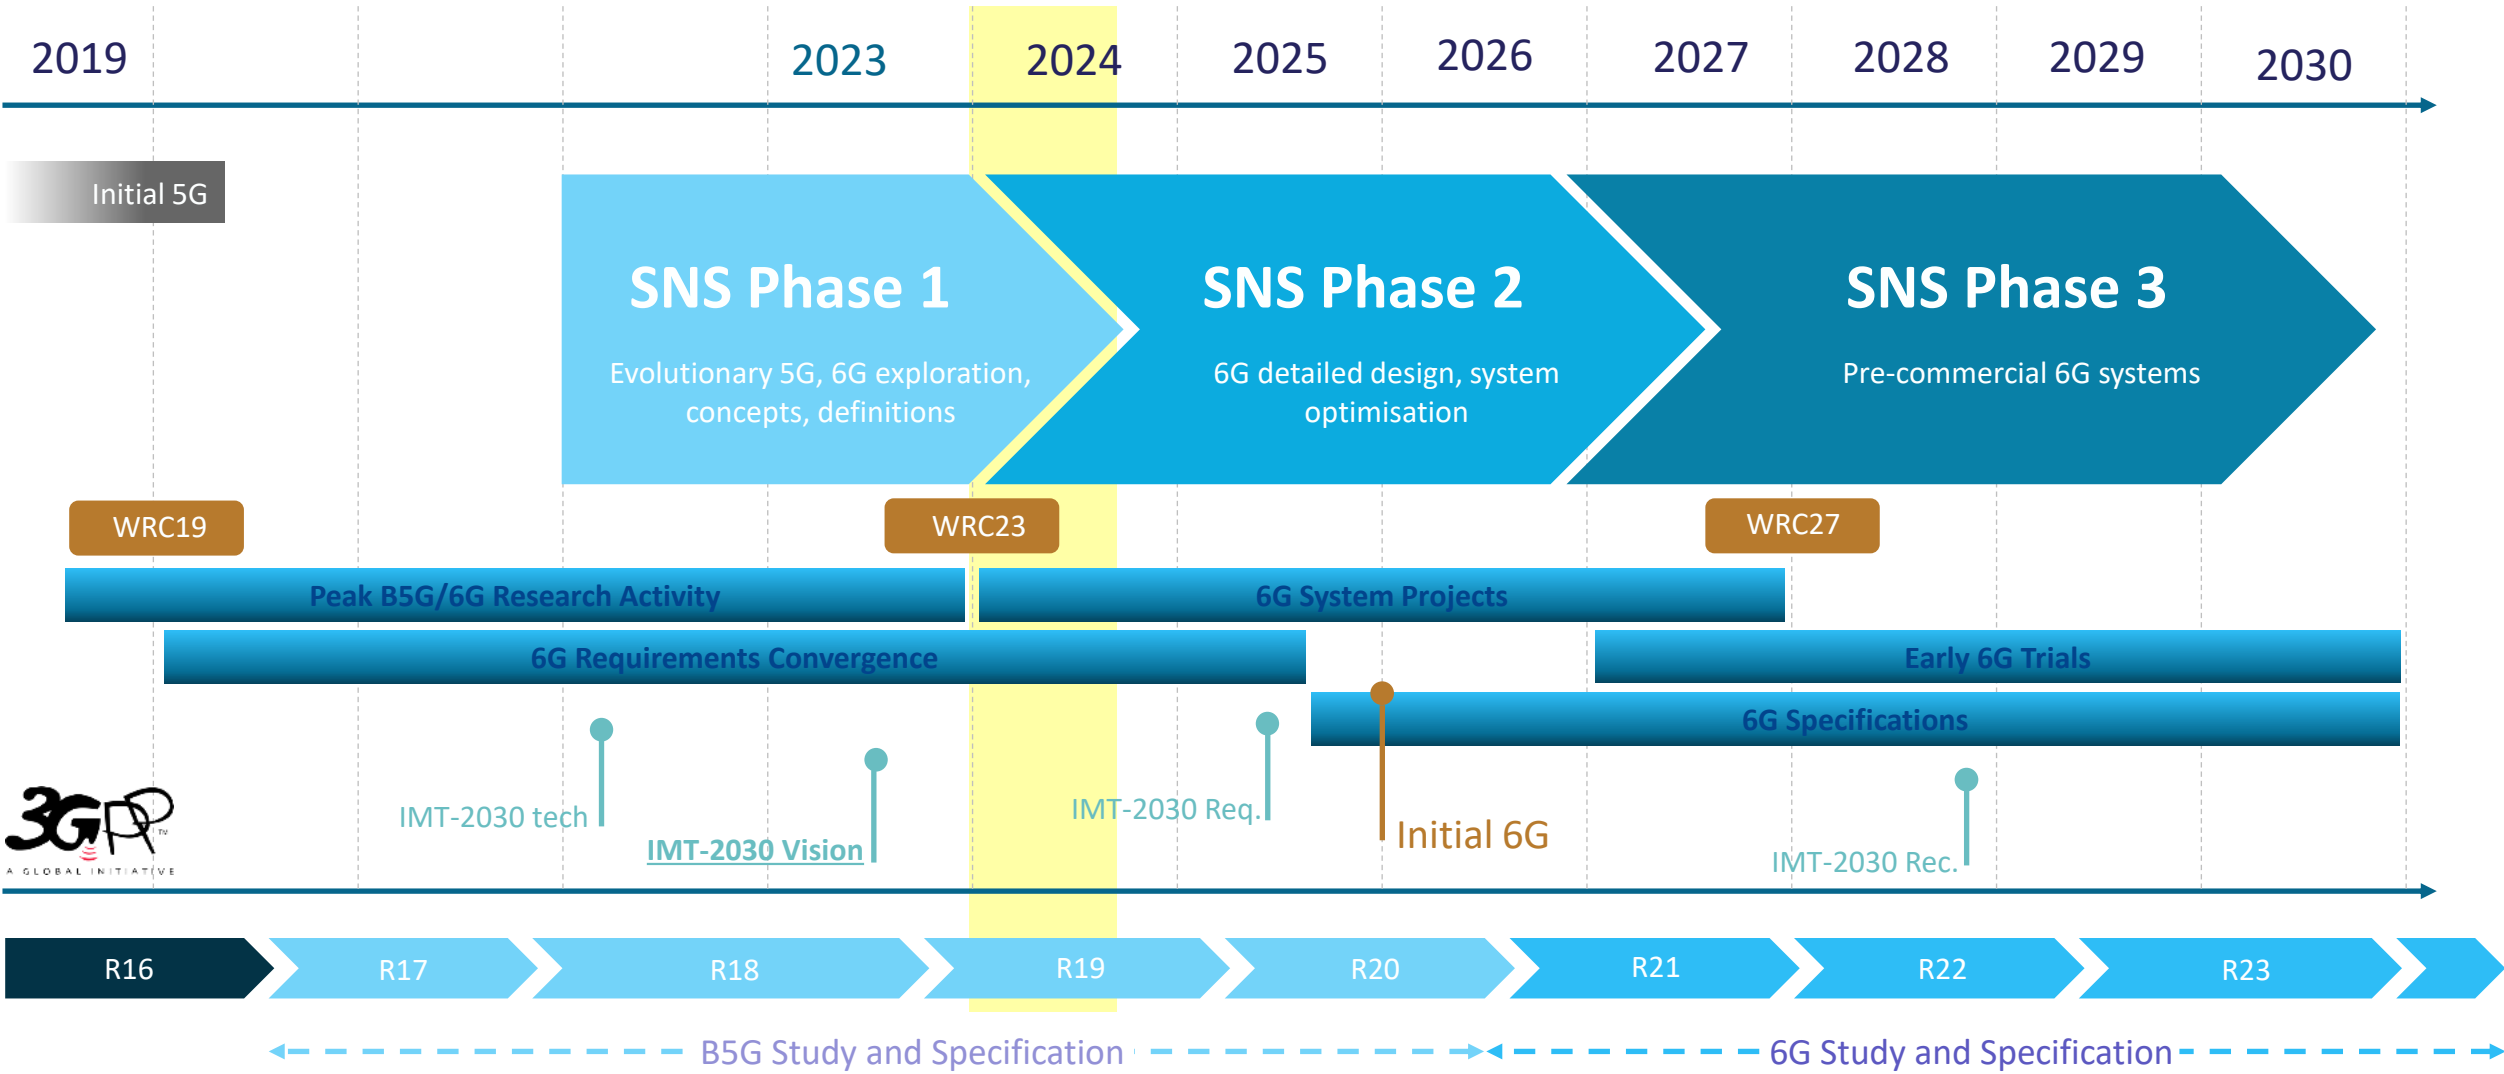 2019
2023
2024
2025
2026
2027
2028
2029
2030
Initial 5G
SNS Phase 1
Evolutionary 5G, 6G exploration,
concepts, definitions
SNS Phase 2
6G detailed design, system
optimisation
SNS Phase 3
Pre-commercial 6G systems
WRC19
WRC23
WRC27
Peak B5G/6G Research Activity
6G System Projects
6G Requirements Convergence
Early 6G Trials
6G Specifications
IMT-2030 tech
IMT-2030 Vision
IMT-2030 Req.
Initial 6G
IMT-2030 Rec.
3GPP
TM
A GLOBAL INITIATIVE
R16
R17
R18
R19
R20
R21
R22
R23
B5G Study and Specification
6G Study and Specification